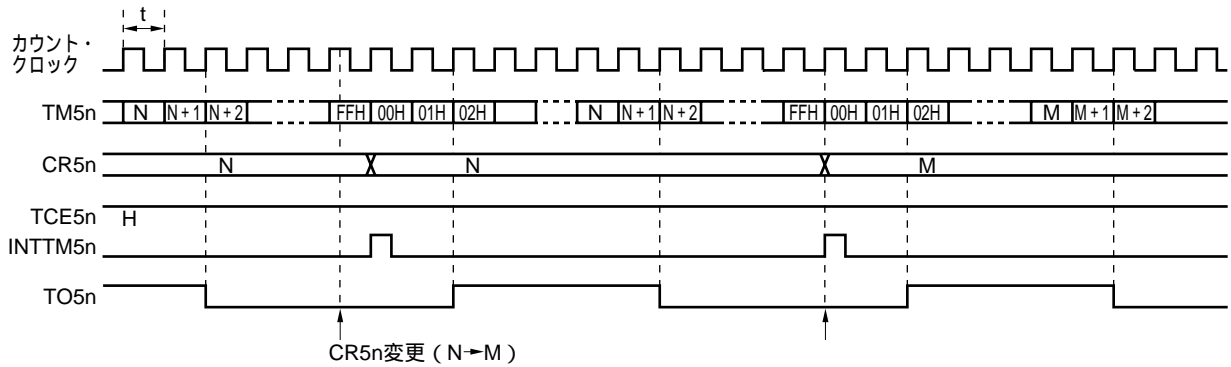 t
カウント・
クロック
TM5n N N+1 N+2 FFH 00H 01H 02H N N+1 N+2 FFH 00H 01H 02H M M+1 M+2
CR5n N N M
TCE5n H
INTTM5n
TO5n
CR5n変更（N→M）